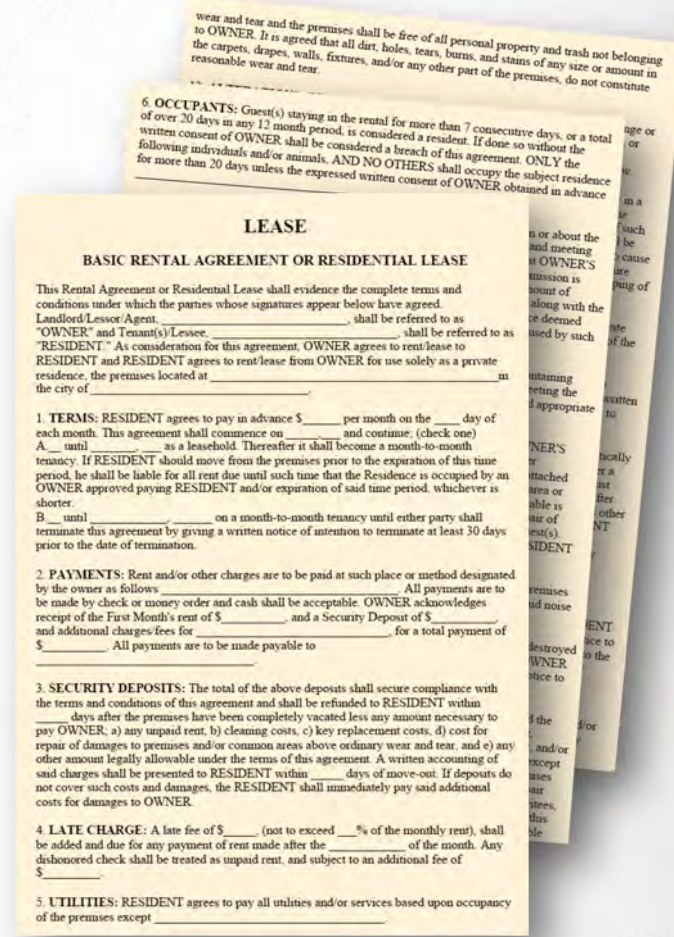 wear and tear and the premises shall be free of all personal property and trash not belonging
to OWNER. It is agreed that all dirt, holes, tears, burns, and stains of any size or amount in
the carpets, drapes, walls, fixtures, and/or any other part of the premises, do not constitute
reasonable wear and tear.
6. OCCUPANTS: Guest(s) staying in the rental for more than 7 consecutive days, or a total
of over 20 days in any 12 month period, is considered a resident. If done so without the
written consent of OWNER shall be considered a breach of this agreement. ONLY the
following individuals and/or animals, AND NO OTHERS shall occupy the subject residence
for more than 20 days unless the expressed written consent of OWNER obtained in advance
LEASE
BASIC RENTAL AGREEMENT OR RESIDENTIAL LEASE
This Rental Agreement or Residential Lease shall evidence the complete terms and
conditions under which the parties whose signatures appear below have agreed.
Landlord/Lessor/Agent, ____________________, shall be referred to as
"OWNER" and Tenant(s)/Lessee, ____________________, shall be referred to as
"RESIDENT." As consideration for this agreement, OWNER agrees to rent/lease to
RESIDENT and RESIDENT agrees to rent/lease from OWNER for use solely as a private
residence, the premises located at ____________________ m
the city of ____________________.
1. TERMS: RESIDENT agrees to pay in advance $______ per month on the ____ day of
each month. This agreement shall commence on _____,____ and continue; (check one)
A.__ until _______, ___ as a leasehold. Thereafter it shall become a month-to-month
tenancy. If RESIDENT should move from the premises prior to the expiration of this time
period, he shall be liable for all rent due until such time that the Residence is occupied by an
OWNER approved paying RESIDENT and/or expiration of said time period, whichever is
shorter.
B.__ until ________, ______ on a month-to-month tenancy until either party shall
terminate this agreement by giving a written notice of intention to terminate at least 30 days
prior to the date of termination.
2. PAYMENTS: Rent and/or other charges are to be paid at such place or method designated
by the owner as follows ____________________. All payments are to
be made by check or money order and cash shall be acceptable. OWNER acknowledges
receipt of the First Month's rent of $__________, and a Security Deposit of $__________,
and additional charges/fees for ____________________, for a total payment of
$__________. All payments are to be made payable to
____________________.
3. SECURITY DEPOSITS: The total of the above deposits shall secure compliance with
the terms and conditions of this agreement and shall be refunded to RESIDENT within
_____ days after the premises have been completely vacated less any amount necessary to
pay OWNER; a) any unpaid rent, b) cleaning costs, c) key replacement costs, d) cost for
repair of damages to premises and/or common areas above ordinary wear and tear, and e) any
other amount legally allowable under the terms of this agreement. A written accounting of
said charges shall be presented to RESIDENT within _____ days of move-out. If deposits do
not cover such costs and damages, the RESIDENT shall immediately pay said additional
costs for damages to OWNER.
4. LATE CHARGE: A late fee of $_____, (not to exceed ___% of the monthly rent), shall
be added and due for any payment of rent made after the ____________ of the month. Any
dishonored check shall be treated as unpaid rent, and subject to an additional fee of
$_________.
5. UTILITIES: RESIDENT agrees to pay all utilities and/or services based upon occupancy
of the premises except ____________________.